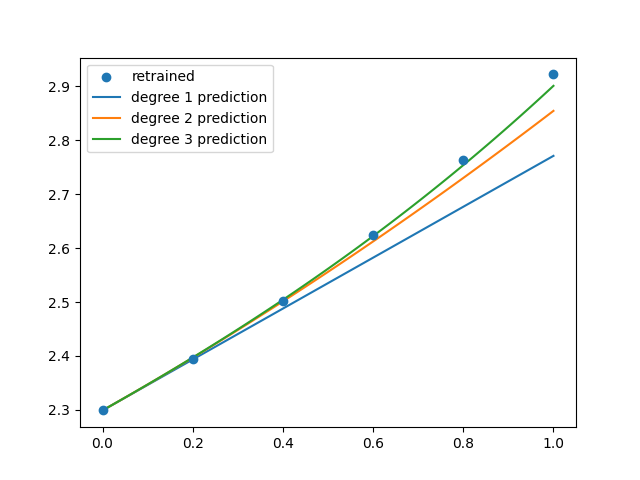 retrained
degree 1 prediction
degree 2 prediction
degree 3 prediction
2.9
2.8
2.7
2.6
2.5
2.4
2.3
0.0 0.2 0.4 0.6 0.8 1.0